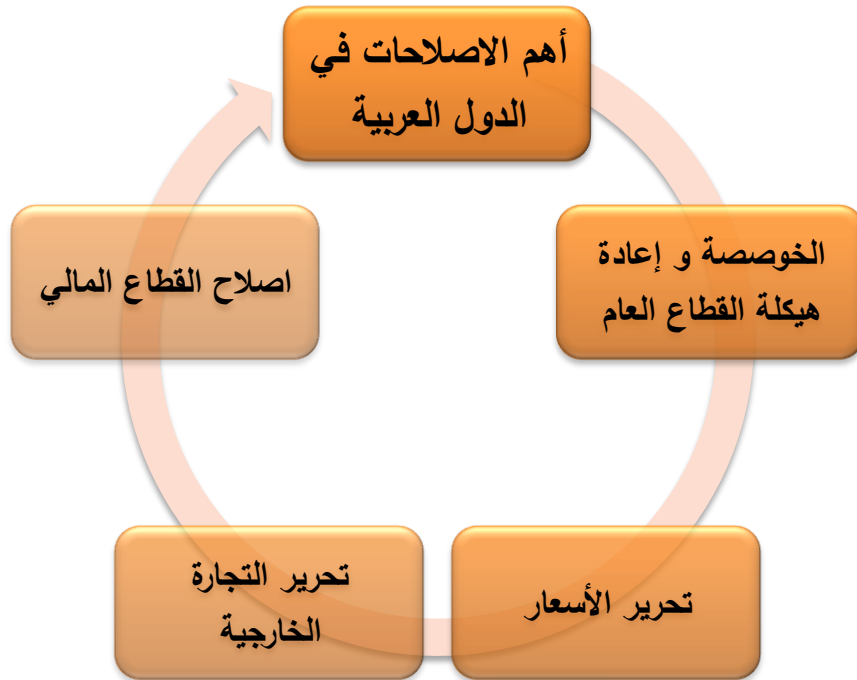 أهم الاصلاحات في
الدول العربية
الخوصصة و إعادة
هيكلة القطاع العام
تحرير الأسعار
تحرير التجارة
الخارجية
اصلاح القطاع المالي